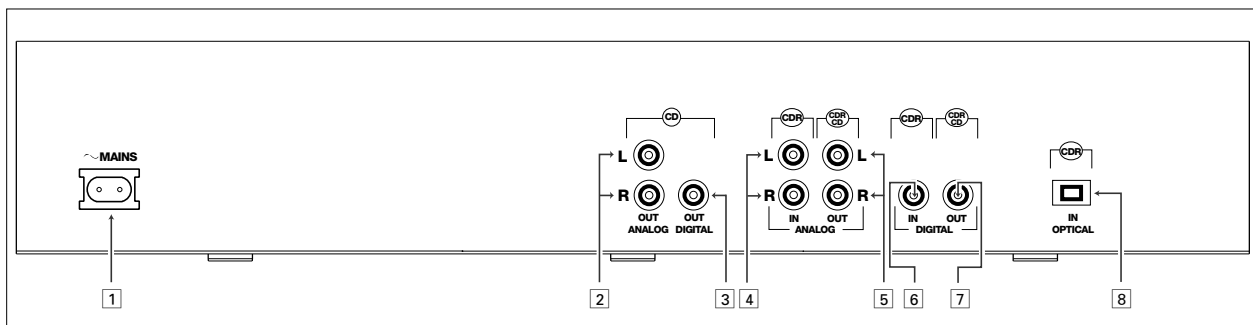 CD
CDR
CDR CD
CDR
CDR CD
CDR
~MAINS
L
L
L
R
R
R
OUT
ANALOG
OUT
DIGITAL
IN
OUT
ANALOG
IN
OUT
DIGITAL
IN
OPTICAL
1
2
3
4
5
6
7
8